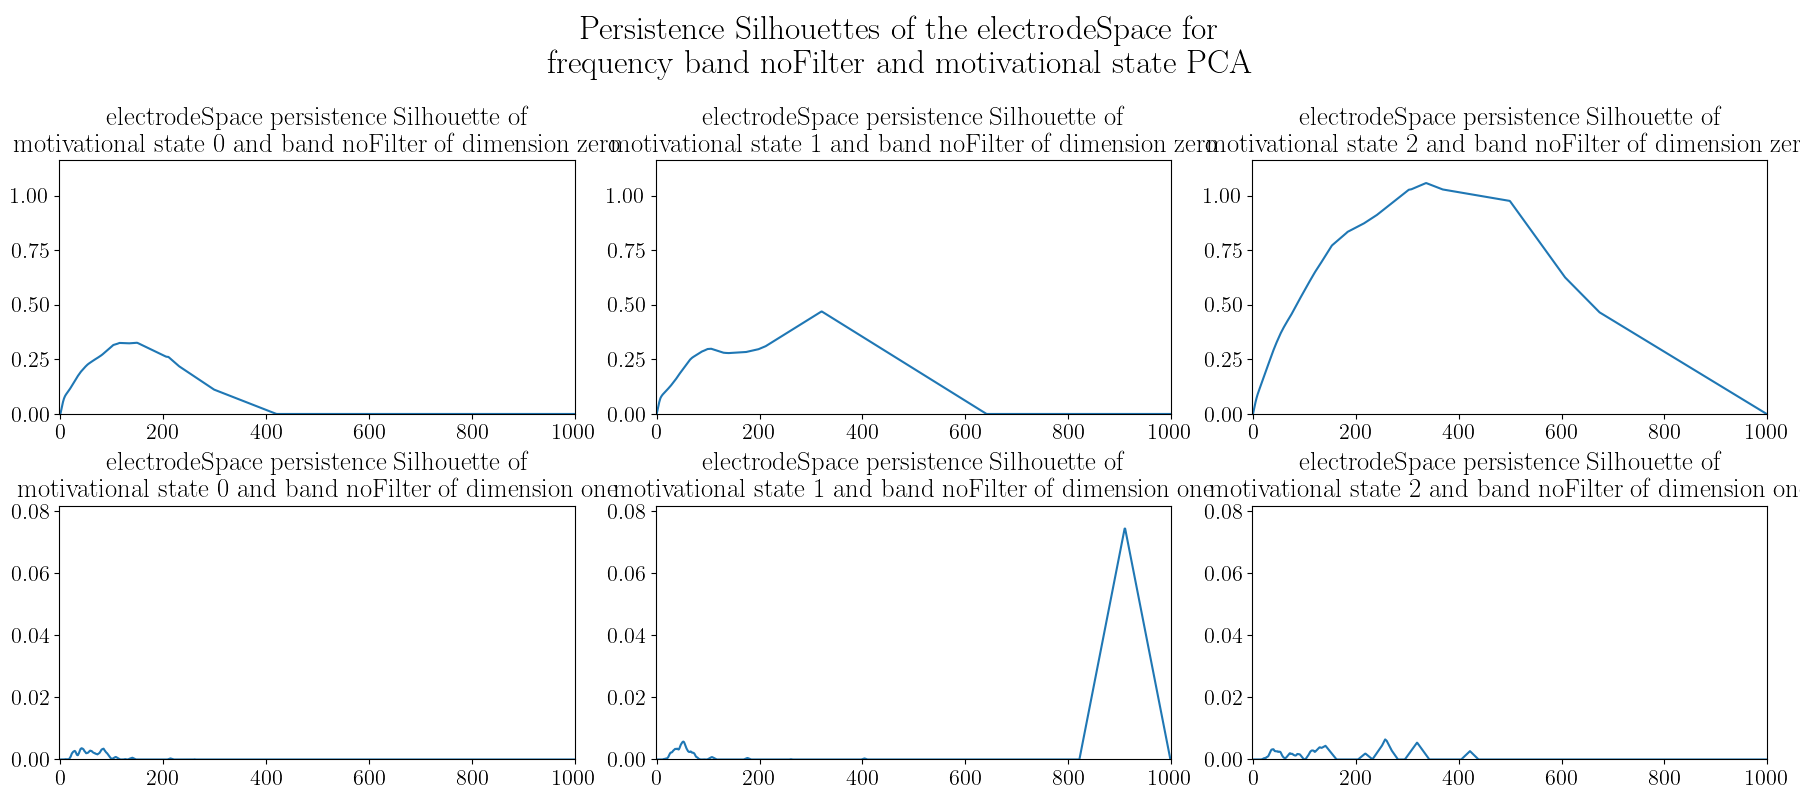 Persistence Silhouettes of the electrodeSpace for
frequency band noFilter and motivational state PCA
electrodeSpace persistence Silhouette of
motivational state 0 and band noFilter of dimension zero
electrodeSpace persistence Silhouette of
motivational state 1 and band noFilter of dimension zero
electrodeSpace persistence Silhouette of
motivational state 2 and band noFilter of dimension zer
1.00
0.75
0.50
0.25
0.00
0 200 400 600 800 1000
1.00
0.75
0.50
0.25
0.00
0 200 400 600 800 1000
1.00
0.75
0.50
0.25
0.00
0 200 400 600 800 1000
electrodeSpace persistence Silhouette of
motivational state 0 and band noFilter of dimension one
electrodeSpace persistence Silhouette of
motivational state 1 and band noFilter of dimension one
electrodeSpace persistence Silhouette of
motivational state 2 and band noFilter of dimension on
0.08
0.06
0.04
0.02
0.00
0 200 400 600 800 1000
0.08
0.06
0.04
0.02
0.00
0 200 400 600 800 1000
0.08
0.06
0.04
0.02
0.00
0 200 400 600 800 1000